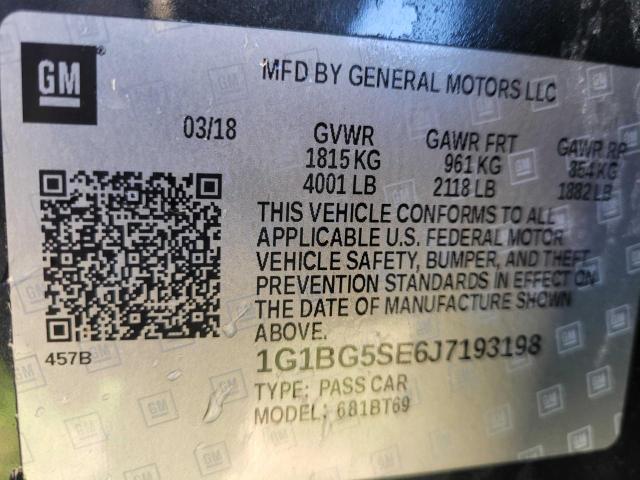 GM
MFD BY GENERAL MOTORS LLC
03/18 GVWR GAWR FRT GAWR RR
1815 KG 961 KG 854 KG
4001 LB 2118 LB 1882 LB
THIS VEHICLE CONFORMS TO ALL
APPLICABLE U.S. FEDERAL MOTOR
VEHICLE SAFETY, BUMPER, AND THEFT
PREVENTION STANDARDS IN EFFECT ON
THE DATE OF MANUFACTURE SHOWN
ABOVE.
457B
1G1BG5SE6J7193198
TYPE: PASS CAR
MODEL: 681BT69